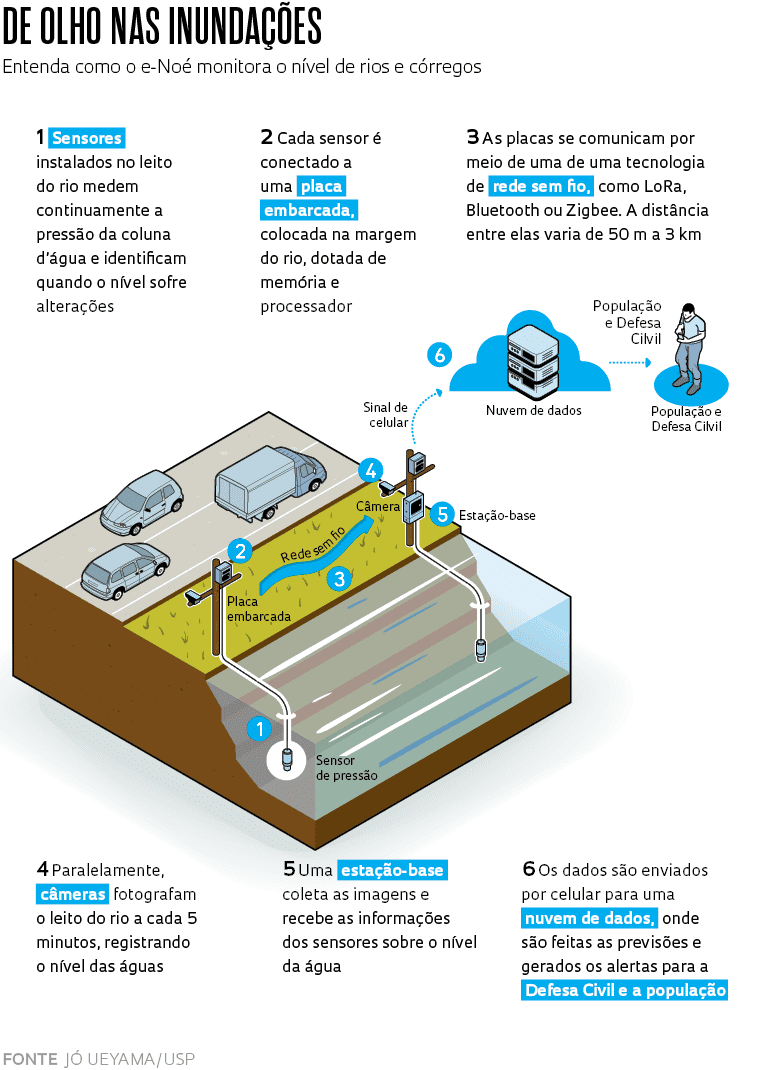 DE OLHO NAS INUNDAÇÕES
Entenda como o e-Noé monitora o nível de rios e córregos
1 Sensores
instalados no leito
do rio medem
continuamente a
pressão da coluna
d'água e identificam
quando o nível sofre
alterações
2 Cada sensor é
conectado a
uma placa
embarcada,
colocada na margem
do rio, dotada de
memória e
processador
3 As placas se comunicam por
meio de uma de uma tecnologia
de rede sem fio, como LoRa,
Bluetooth ou Zigbee. A distância
entre elas varia de 50 m a 3 km
População
e Defesa
Cilvil
6
Sinal de
celular
Nuvem de dados
População e
Defesa Cilvil
4
Câmera
5
Estação-base
2
Rede sem fio
3
Placa
embarcada
1
Sensor
de pressão
4 Paralelamente,
câmeras fotografam
o leito do rio a cada 5
minutos, registrando
o nível das águas
5 Uma estação-base
coleta as imagens e
recebe as informações
dos sensores sobre o nível
da água
6 Os dados são enviados
por celular para uma
nuvem de dados, onde
são feitas as previsões e
gerados os alertas para a
Defesa Civil e a população
FONTE JÓ UEYAMA/USP